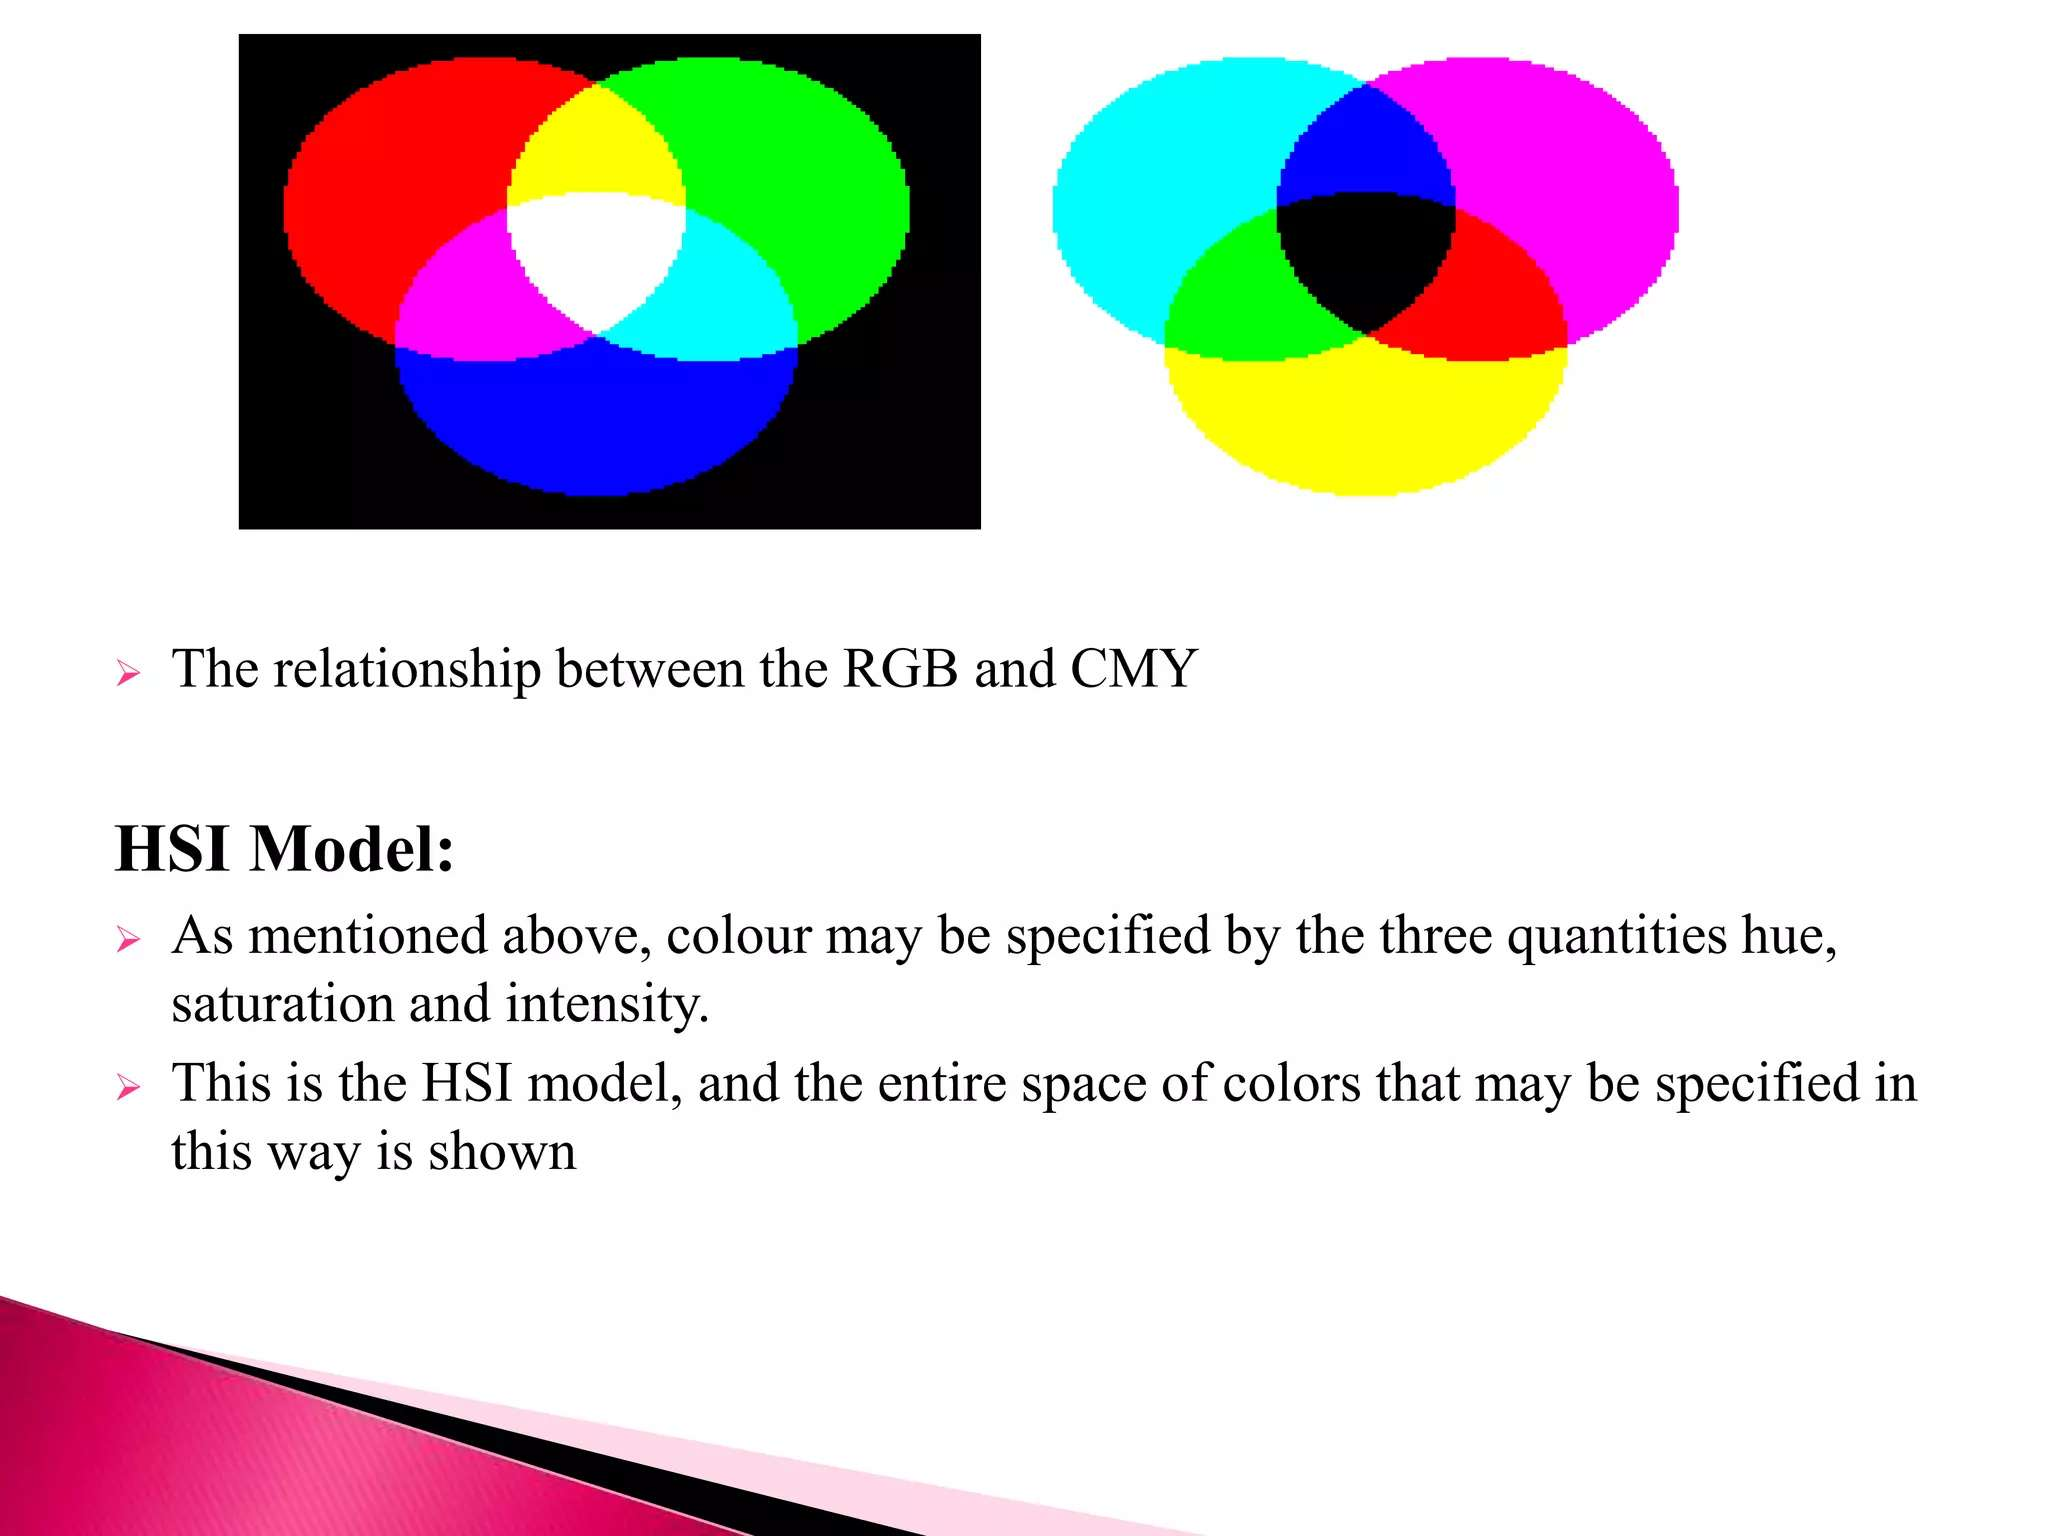 The relationship between the RGB and CMY
HSI Model:
As mentioned above, colour may be specified by the three quantities hue,
saturation and intensity.
This is the HSI model, and the entire space of colors that may be specified in
this way is shown